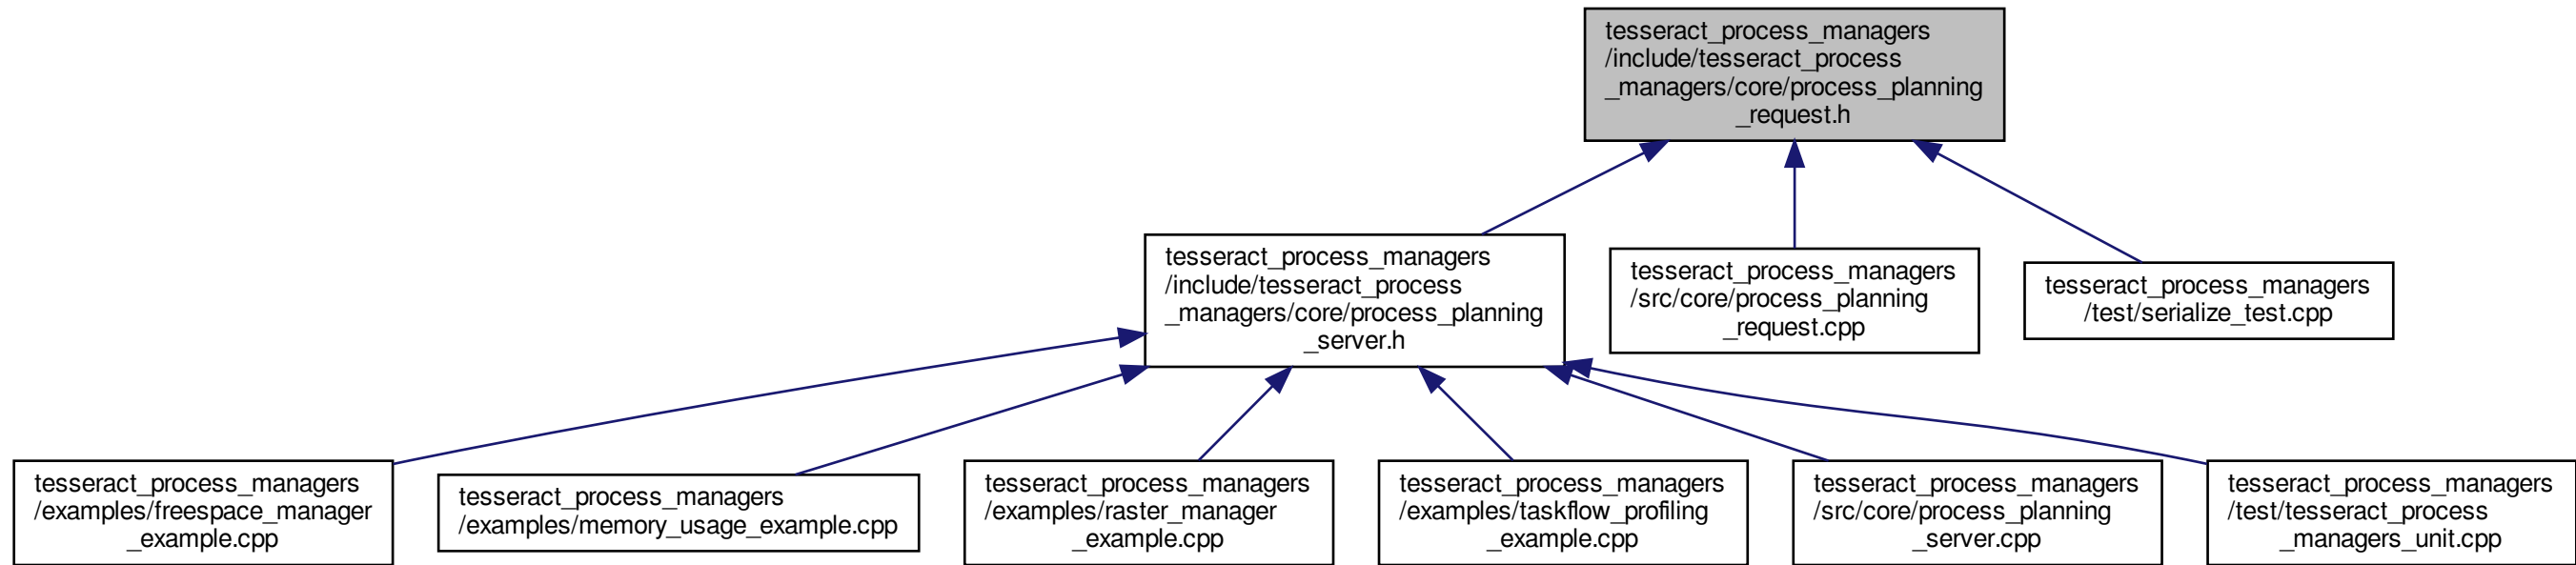 tesseract_process_managers
/include/tesseract_process
_managers/core/process_planning
_request.h
tesseract_process_managers
/include/tesseract_process
_managers/core/process_planning
_server.h
tesseract_process_managers
/src/core/process_planning
_request.cpp
tesseract_process_managers
/test/serialize_test.cpp
tesseract_process_managers
/examples/freespace_manager
_example.cpp
tesseract_process_managers
/examples/memory_usage_example.cpp
tesseract_process_managers
/examples/raster_manager
_example.cpp
tesseract_process_managers
/examples/taskflow_profiling
_example.cpp
tesseract_process_managers
/src/core/process_planning
_server.cpp
tesseract_process_managers
/test/tesseract_process
_managers_unit.cpp